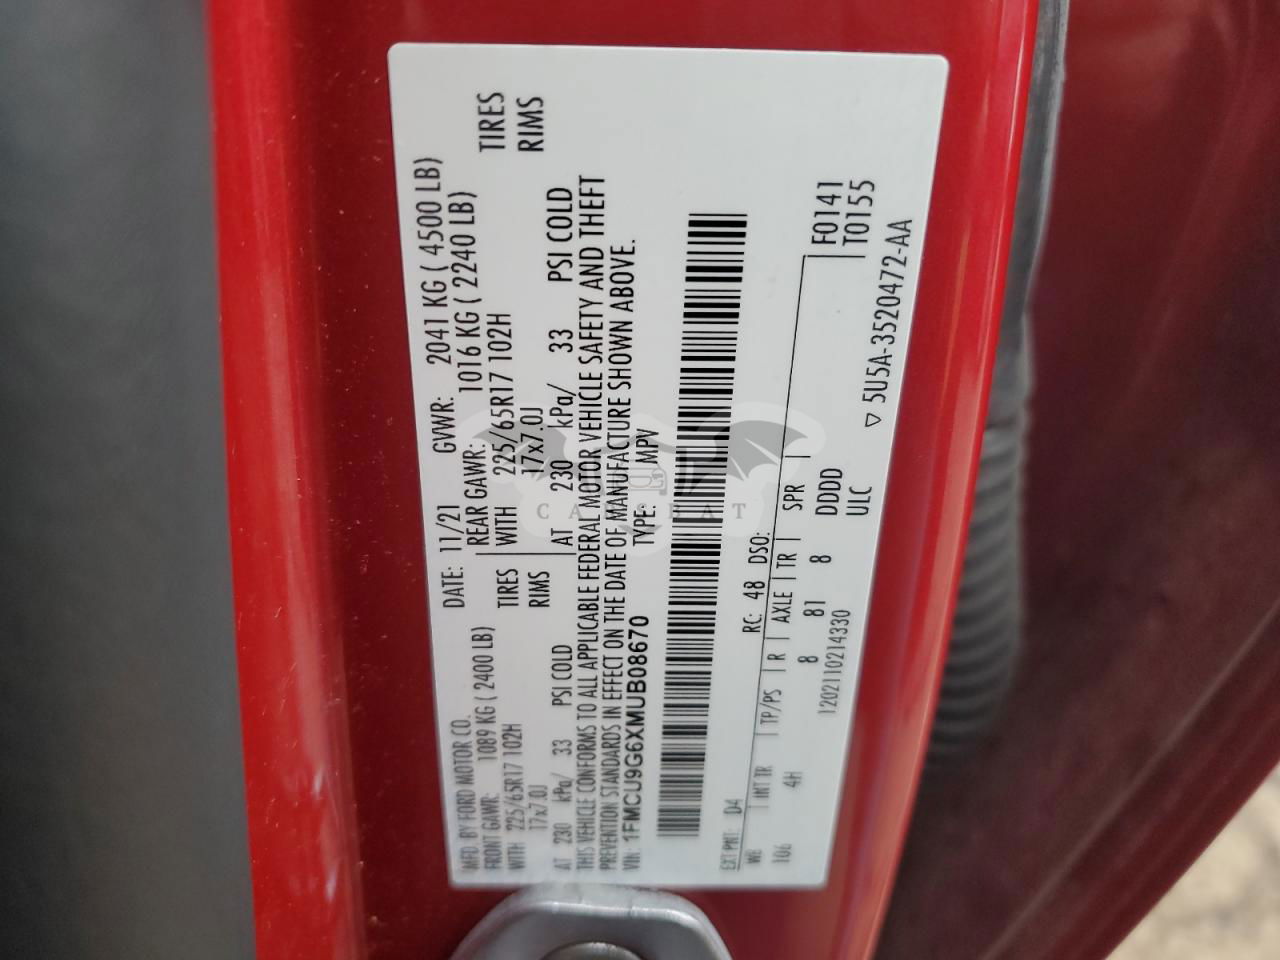 MFD. BY FORD MOTOR CO.
DATE: 11/21 GVWR: 2041 KG ( 4500 LB)
FRONT GAWR: 1089 KG ( 2400 LB)
REAR GAWR: 1016 KG ( 2240 LB)
WITH 225/65R17 102H TIRES
WITH 225/65R17 102H TIRES
17x7.0J RIMS
17x7.0J RIMS
AT 230 kPa/ 33 PSI COLD
AT 230 kPa/ 33 PSI COLD
THIS VEHICLE CONFORMS TO ALL APPLICABLE FEDERAL MOTOR VEHICLE SAFETY AND THEFT
PREVENTION STANDARDS IN EFFECT ON THE DATE OF MANUFACTURE SHOWN ABOVE.
VIN: 1FMCU9G6XMUB08670 TYPE: MPV
EXT PNT: D4 RC: 48 DSO:
WB INT TR TP/PS R AXLE TR SPR F0141
106 4H 8 81 8 DDDD T0155
12021102143​30 ULC
▽ 5U5A-3520472-AA
CARSBAT